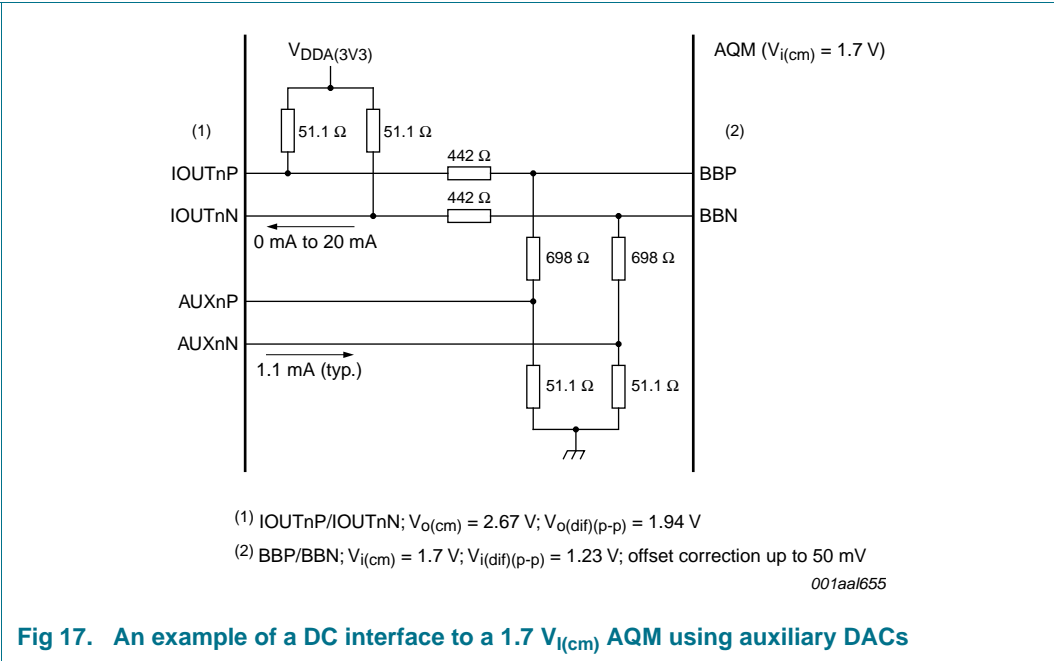 VDDA(3V3)
AQM (Vi(cm) = 1.7 V)
(1)
51.1 Ω
51.1 Ω
(2)
442 Ω
IOUTnP
BBP
442 Ω
IOUTnN
BBN
0 mA to 20 mA
698 Ω
698 Ω
AUXnP
AUXnN
1.1 mA (typ.)
51.1 Ω
51.1 Ω
(1) IOUTnP/IOUTnN; Vo(cm) = 2.67 V; Vo(dif)(p-p) = 1.94 V
(2) BBP/BBN; Vi(cm) = 1.7 V; Vi(dif)(p-p) = 1.23 V; offset correction up to 50 mV
001aal655
Fig 17. An example of a DC interface to a 1.7 VI(cm) AQM using auxiliary DACs